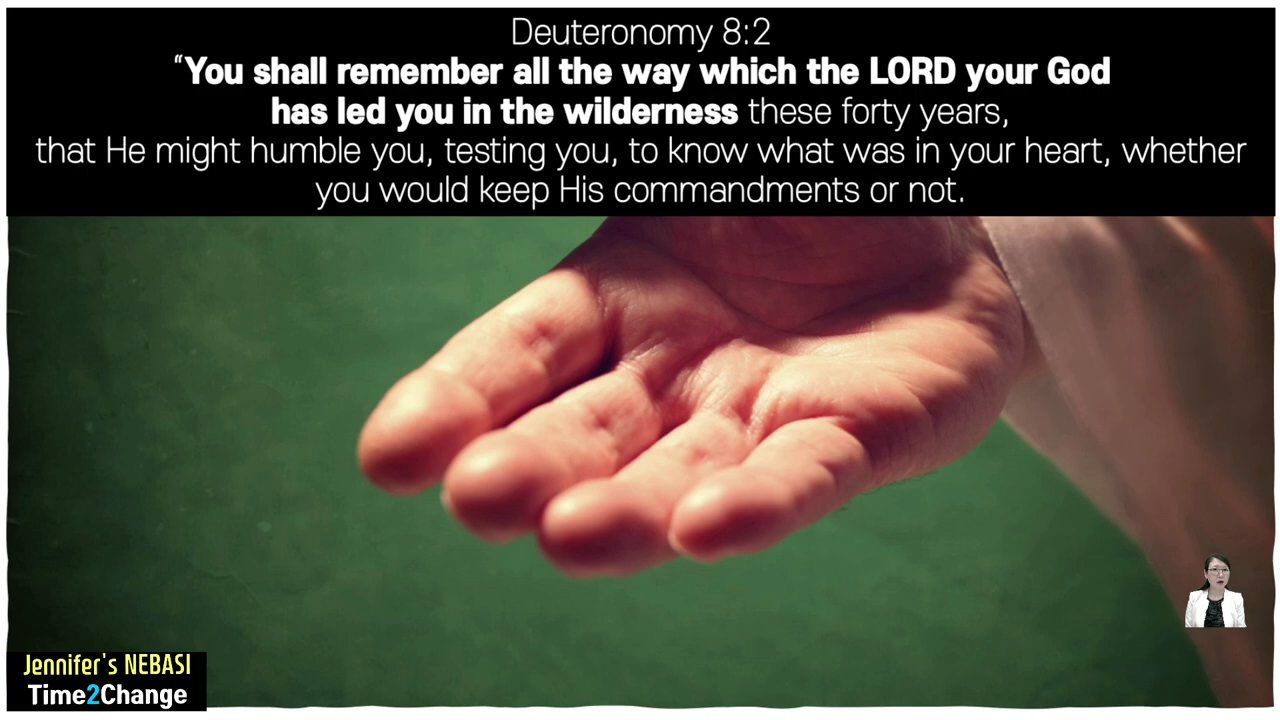 Deuteronomy 8:2
“You shall remember all the way which the LORD your God
has led you in the wilderness these forty years,
that He might humble you, testing you, to know what was in your heart, whether
you would keep His commandments or not.
Jennifer's NEBASI
Time2Change